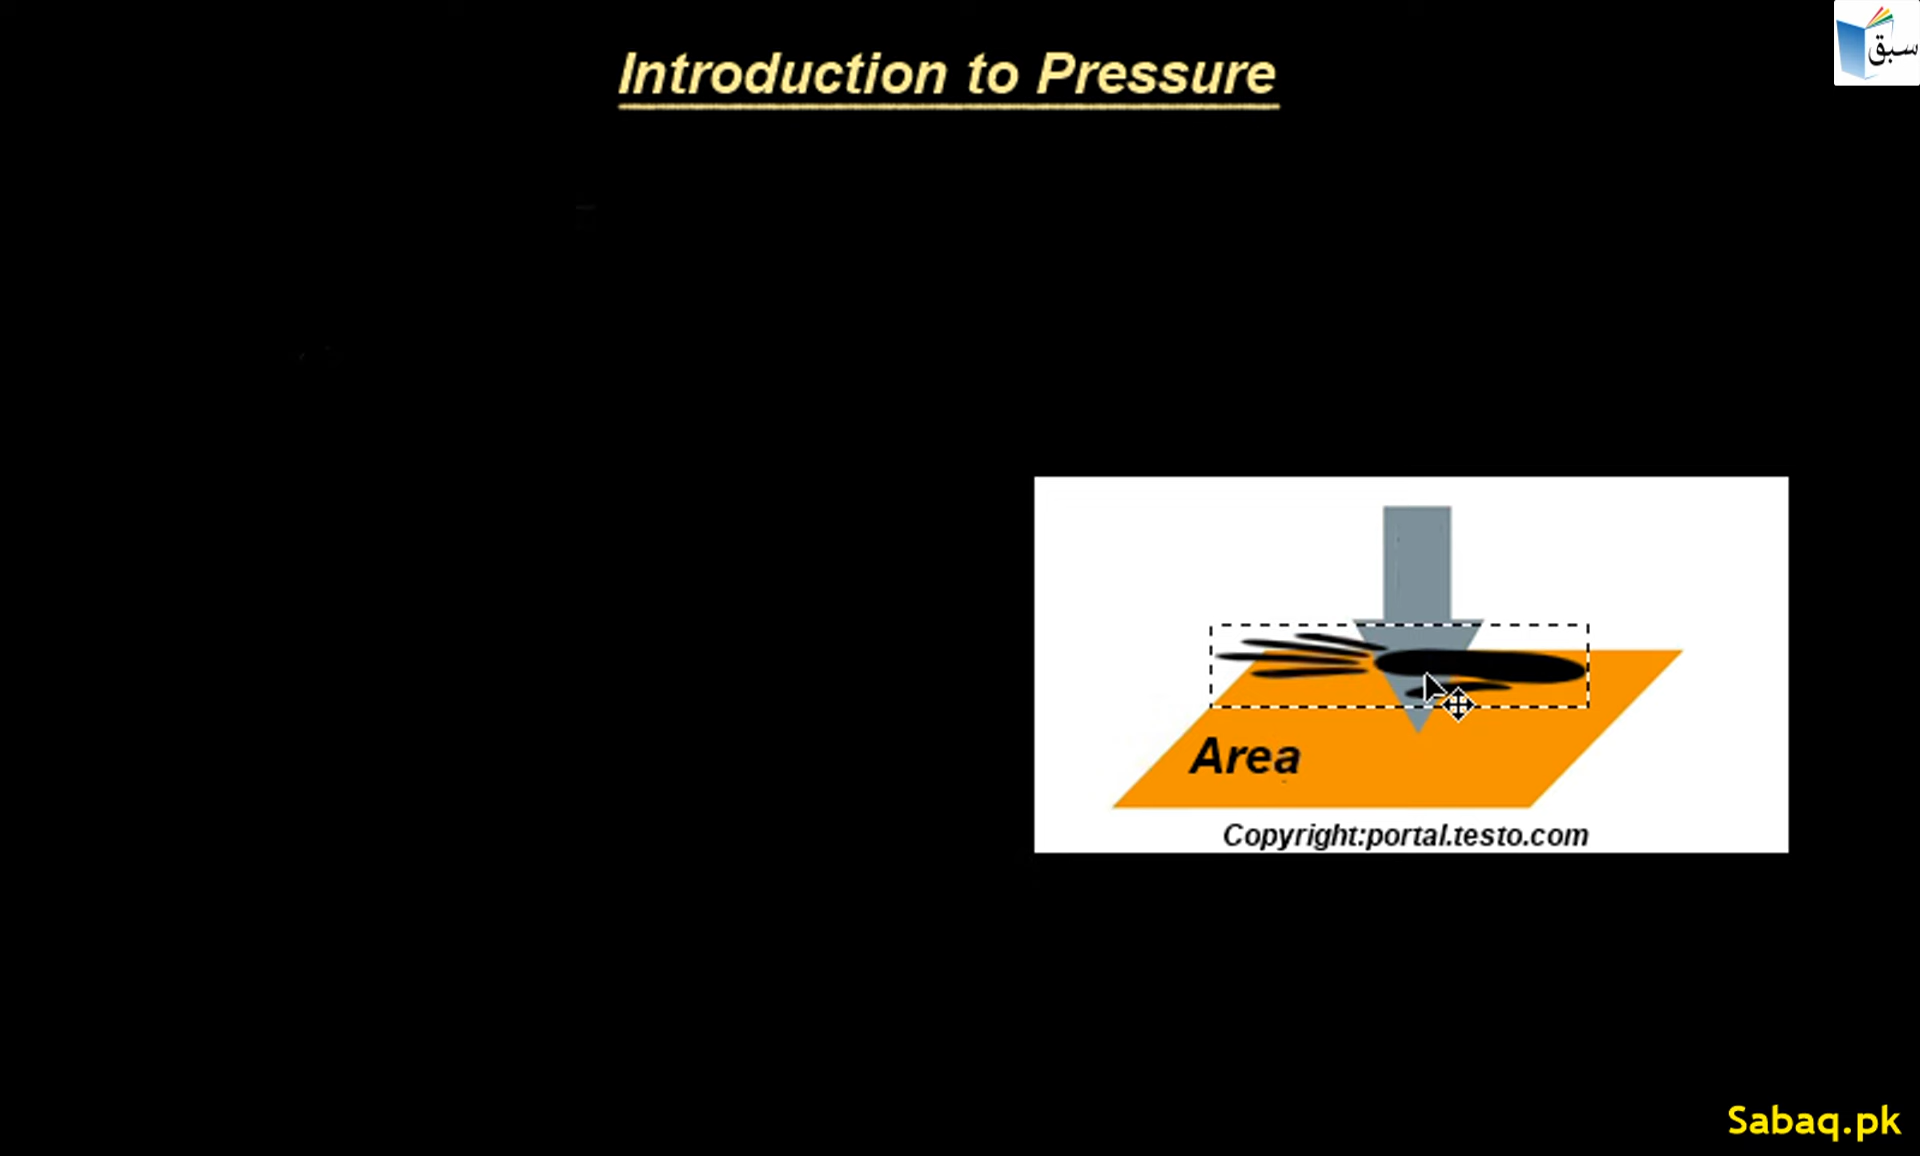 Introduction to Pressure
سبق
Area
Copyright:portal.testo.com
Sabaq.pk